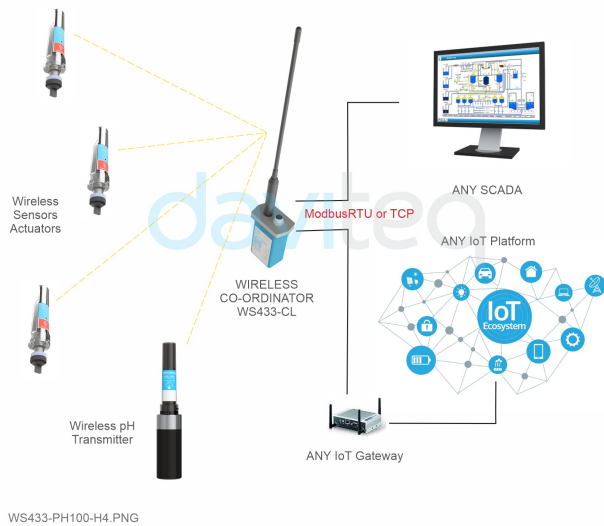 daviteq
Wireless
Sensors
Actuators
WIRELESS
CO-ORDINATOR
WS433-CL
ModbusRTU or TCP
ANY SCADA
ANY IoT Platform
IoT
Ecosystem
Wireless pH
Transmitter
ANY IoT Gateway
WS433-PH100-H4.PNG